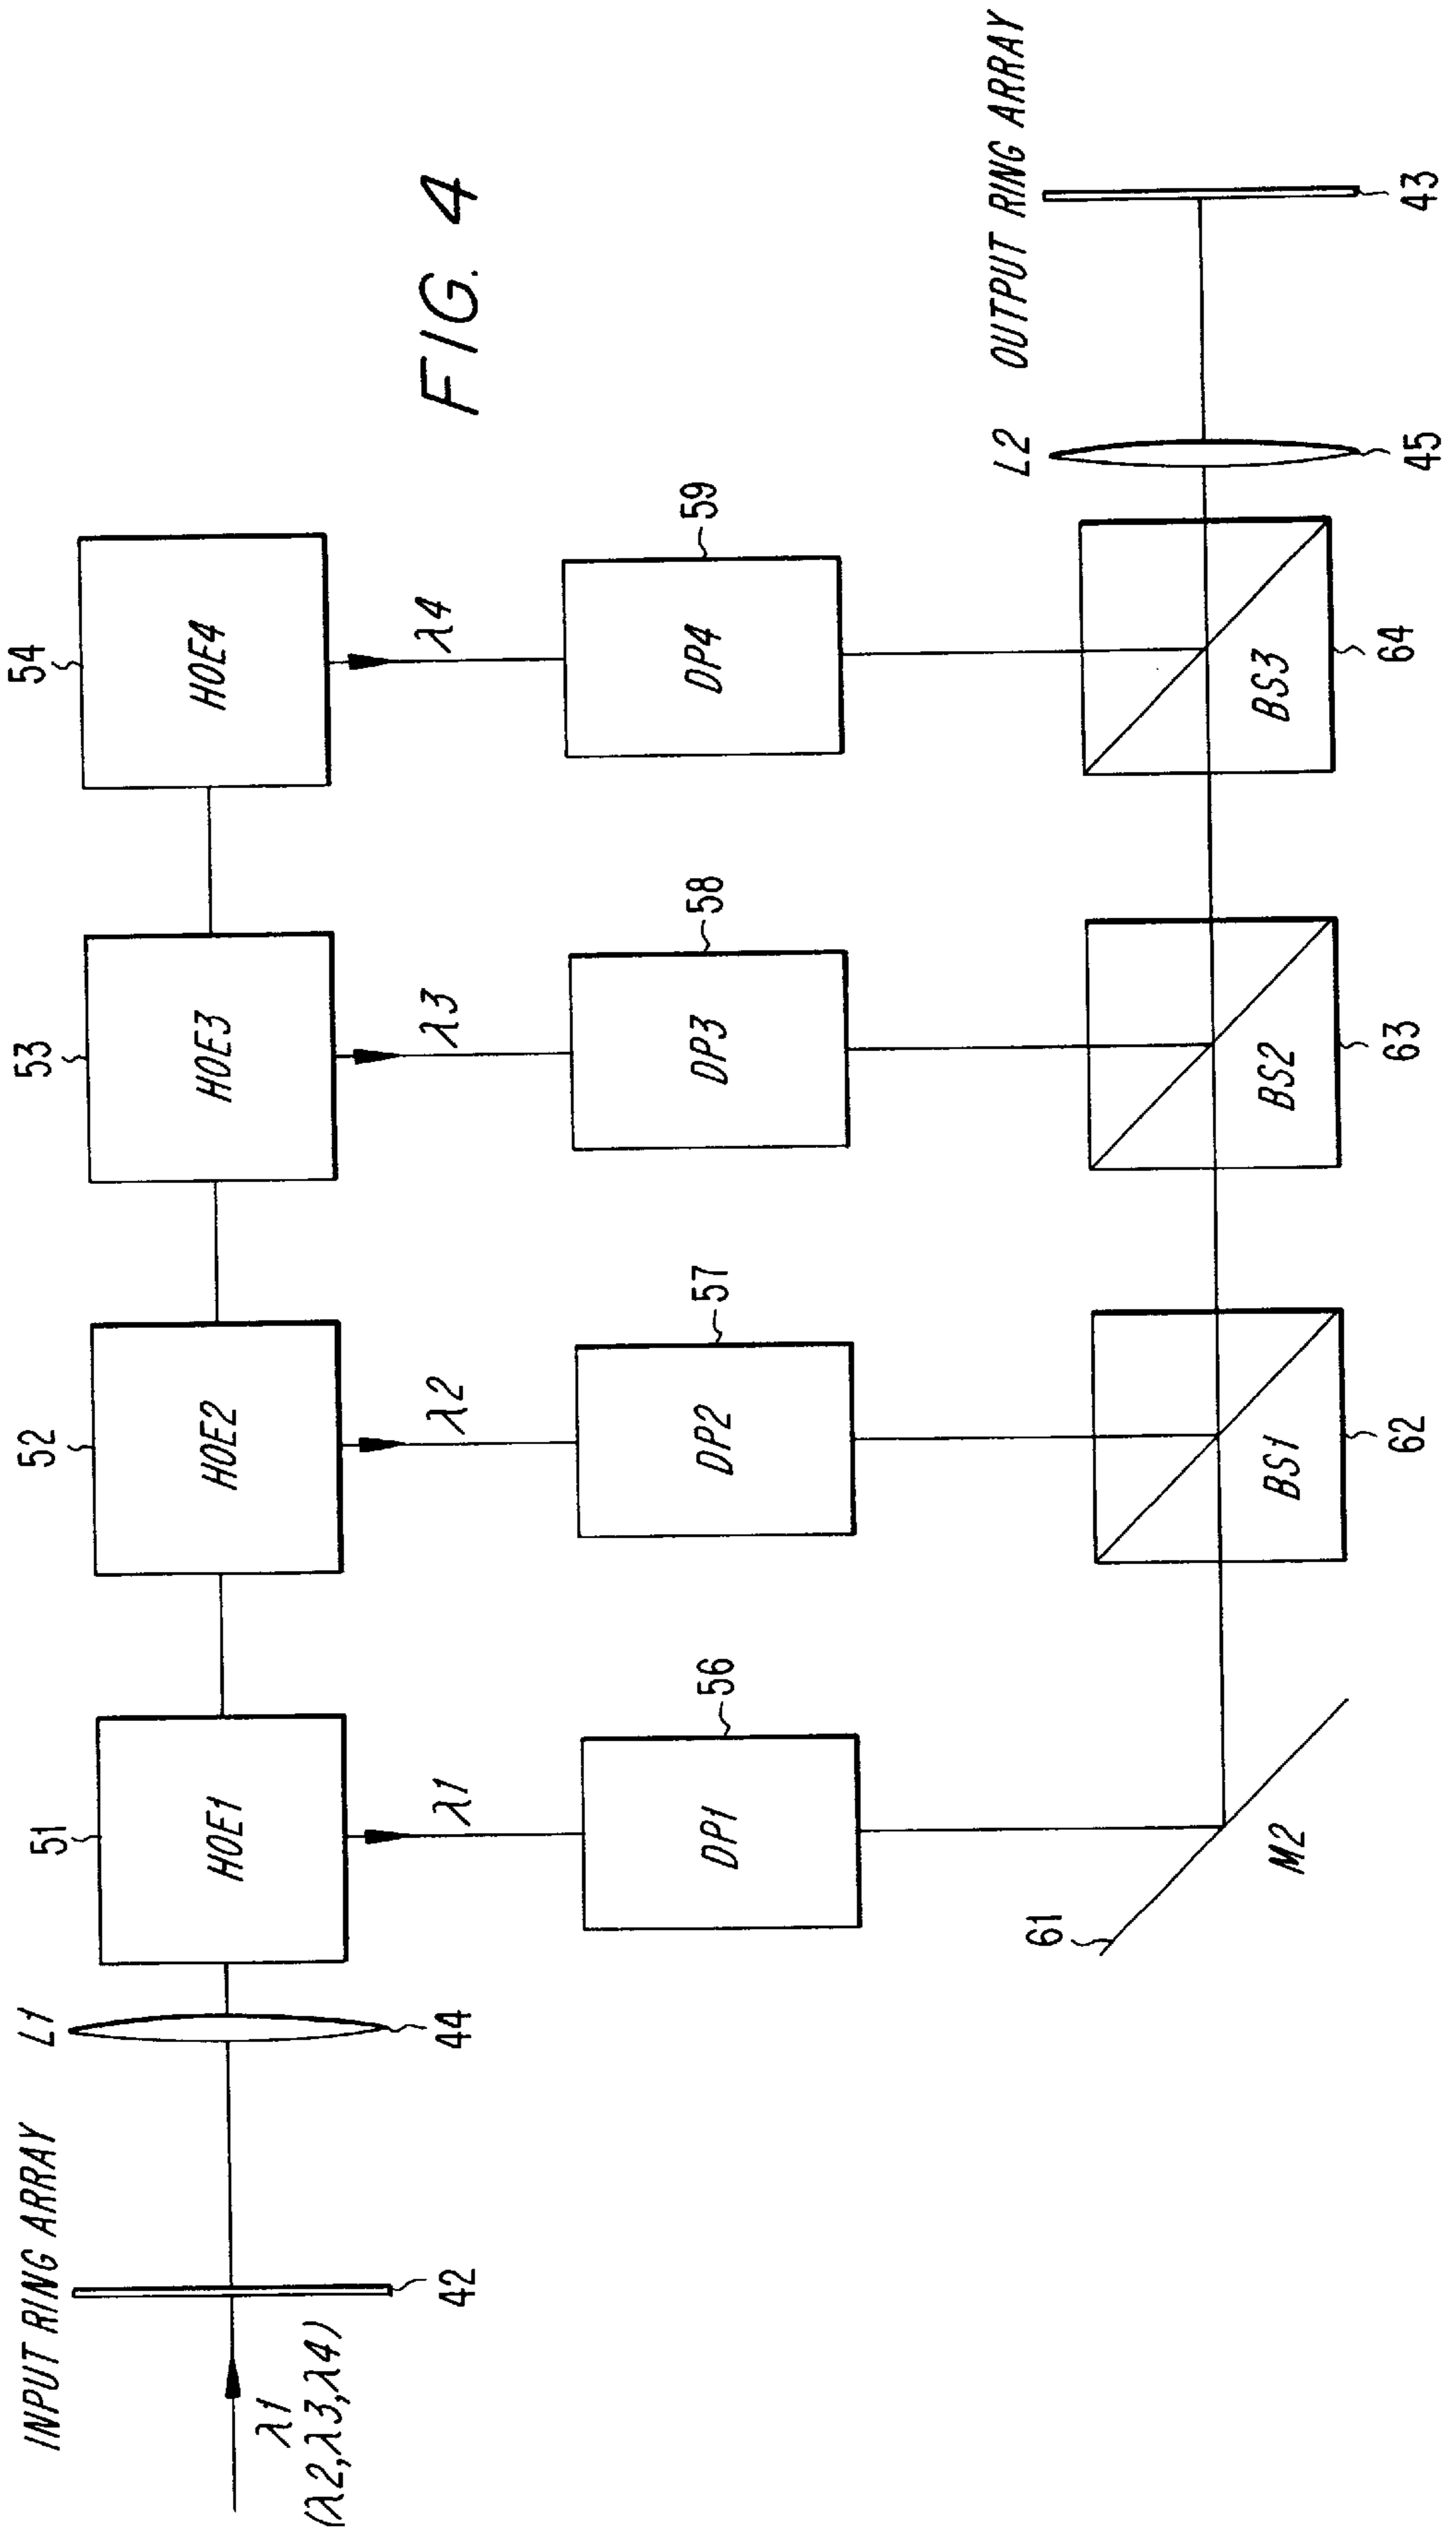 FIG. 4
INPUT RING ARRAY
L1
44
42
λ1
(λ2,λ3,λ4)
51
HOE1
52
HOE2
53
HOE3
54
HOE4
λ1
λ2
λ3
λ4
56
DP1
57
DP2
58
DP3
59
DP4
61
M2
BS1
62
BS2
63
BS3
64
L2
45
OUTPUT RING ARRAY
43